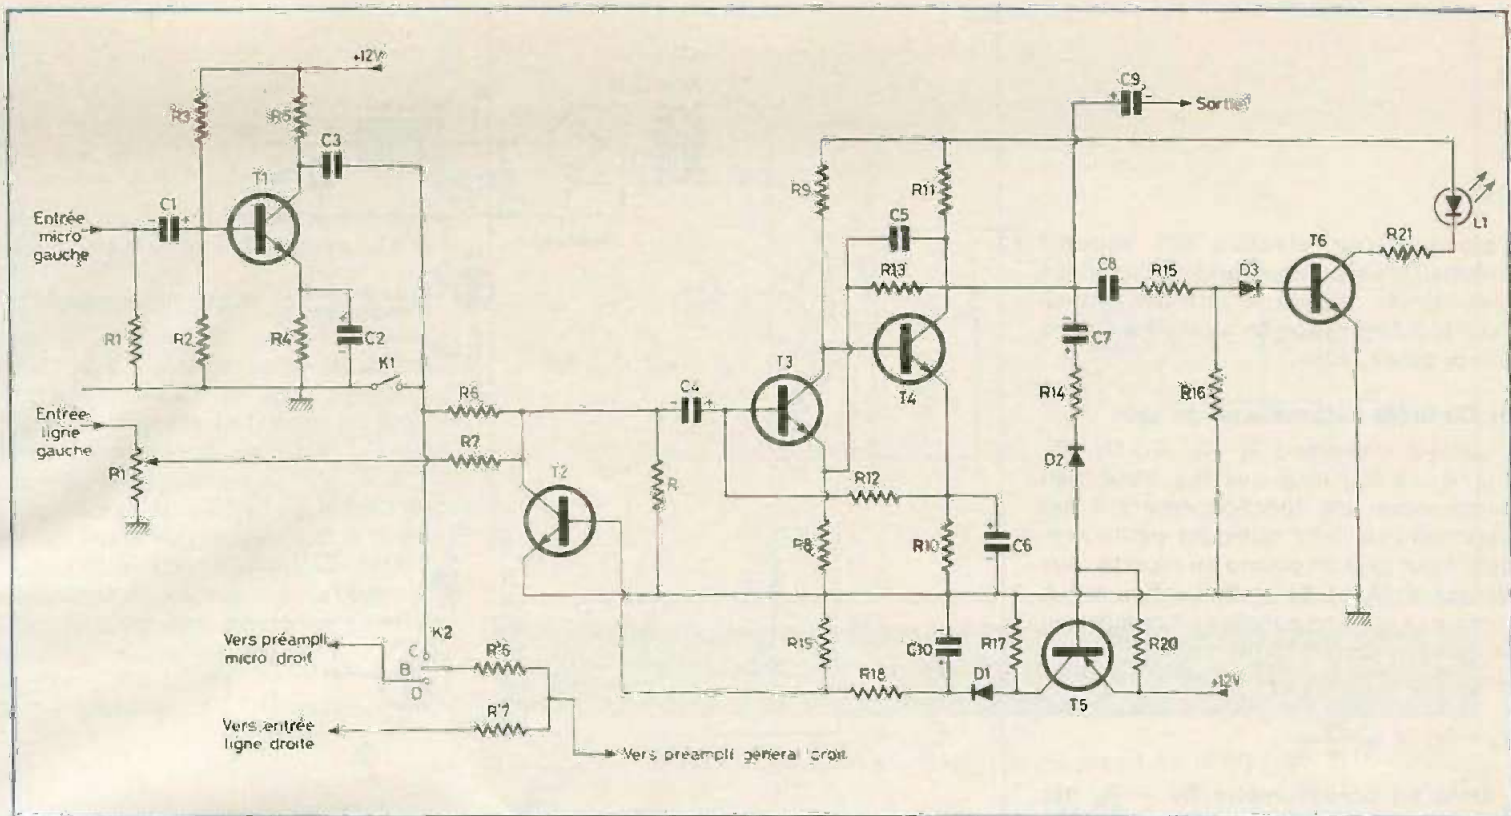 +12V
C9
+
-
Sortie
R3
R5
C3
T1
Entrée
micro
gauche
C1
-
+
R9
R11
C5
L1
R21
T6
R13
C8
R15
D3
R1
R2
R4
+
-
C2
K1
-
+
C7
T3
T4
R14
R16
Entrée
ligne
gauche
R6
C4
-
+
R7
R1
T2
R
R12
D2
R8
R10
+
-
C6
Vers préampli
micro droit
K2
C
B
D
R'6
R19
C10
+
R17
R20
R18
D1
T5
+12V
R'7
Vers entrée
ligne droite
Vers préampli général droit